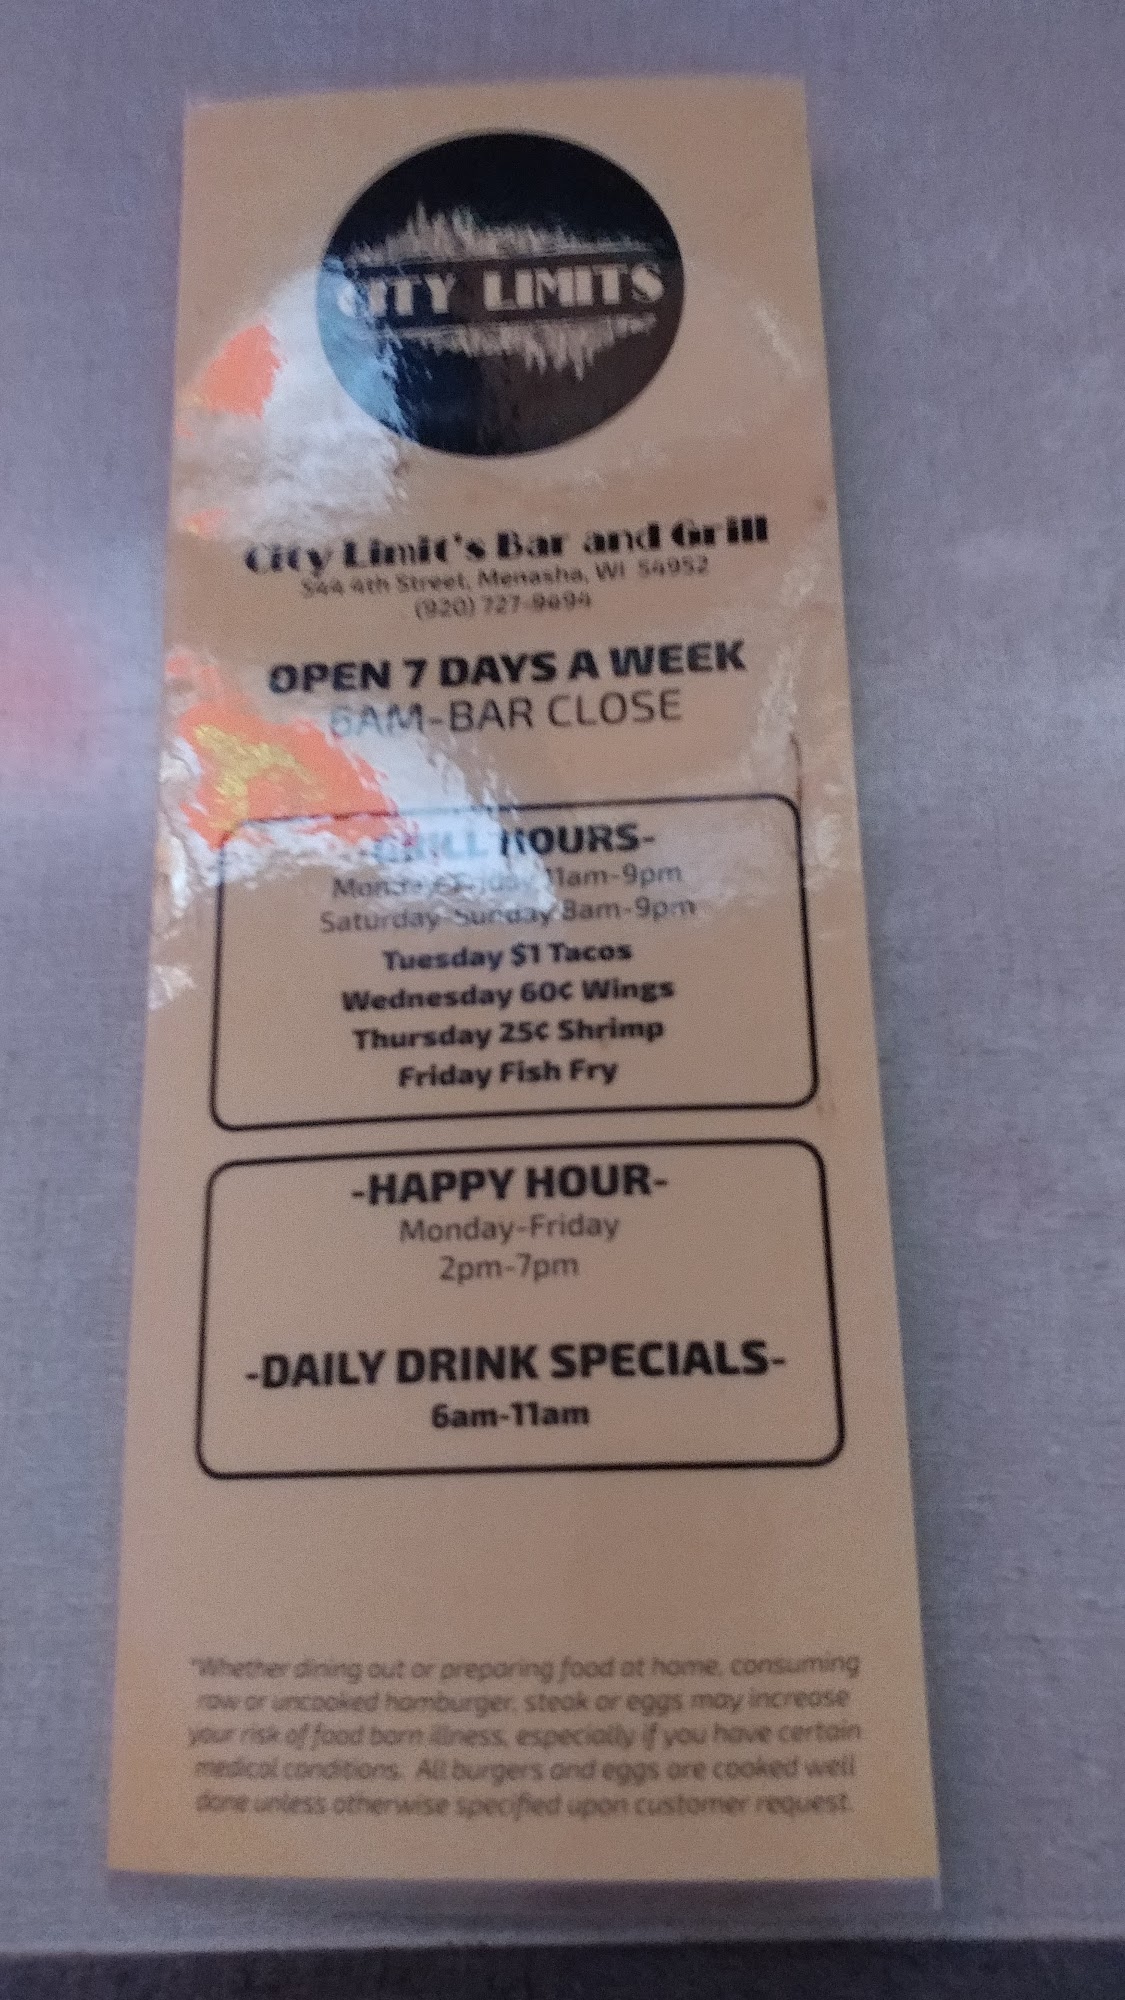 CITY LIMITS
City Limit's Bar and Grill
544 4th Street, Menasha, WI 54952
(920) 727-9694
OPEN 7 DAYS A WEEK
6AM-BAR CLOSE
-GRILL HOURS-
Monday-Friday 11am-9pm
Saturday-Sunday 8am-9pm
Tuesday $1 Tacos
Wednesday 60¢ Wings
Thursday 25¢ Shrimp
Friday Fish Fry
-HAPPY HOUR-
Monday-Friday
2pm-7pm
-DAILY DRINK SPECIALS-
6am-11am
"Whether dining out or preparing food at home, consuming
raw or uncooked hamburger, steak or eggs may increase
your risk of food born illness, especially if you have certain
medical conditions. All burgers and eggs are cooked well
done unless otherwise specified upon customer request.